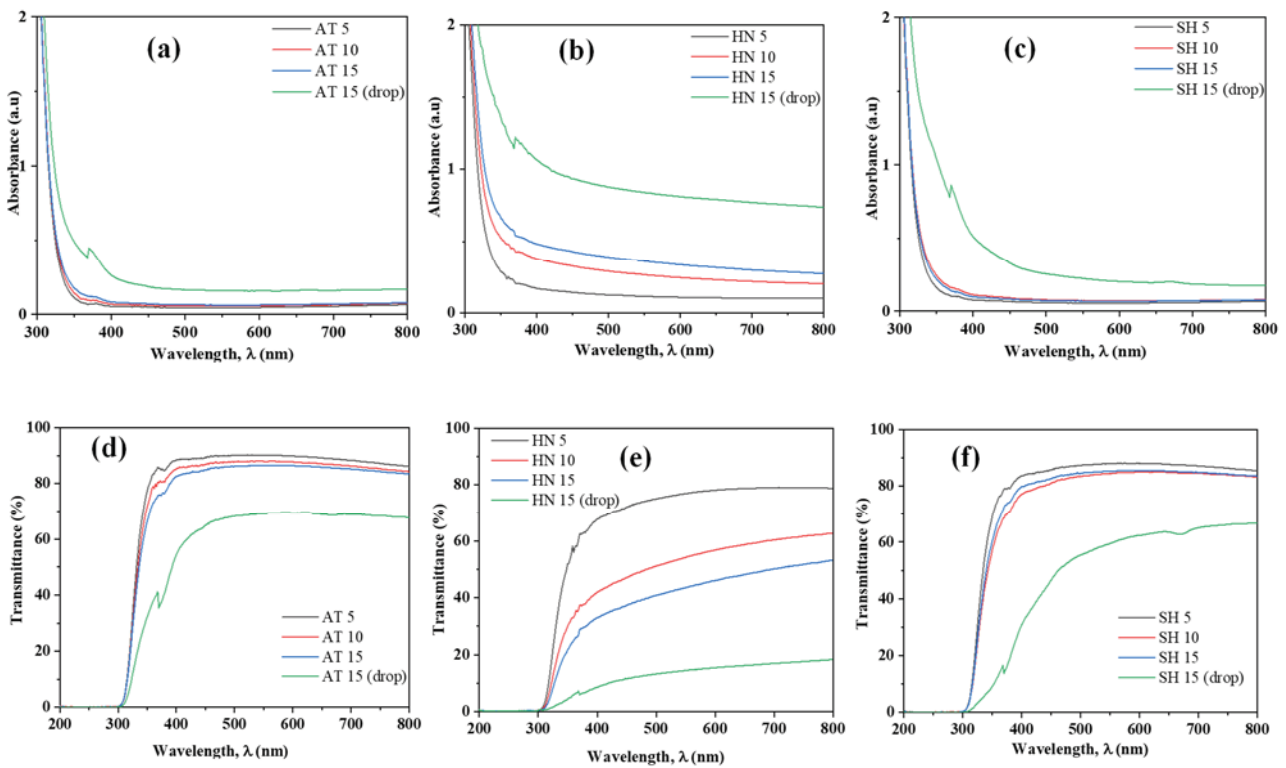 (a)
AT 5
AT 10
AT 15
AT 15 (drop)
Absorbance (a.u)
2
1
0
300 400 500 600 700 800
Wavelength, λ (nm)
(b)
HN 5
HN 10
HN 15
HN 15 (drop)
Absorbance (a.u)
2
1
0
300 400 500 600 700 800
Wavelength, λ (nm)
(c)
SH 5
SH 10
SH 15
SH 15 (drop)
Absorbance (a.u)
2
1
0
300 400 500 600 700 800
Wavelength, λ (nm)
(d)
Transmittance (%)
100
80
60
40
20
0
AT 5
AT 10
AT 15
AT 15 (drop)
200 300 400 500 600 700 800
Wavelength, λ (nm)
(e)
HN 5
HN 10
HN 15
HN 15 (drop)
Transmittance (%)
100
80
60
40
20
0
200 300 400 500 600 700 800
Wavelength, λ (nm)
(f)
Transmittance (%)
100
80
60
40
20
0
SH 5
SH 10
SH 15
SH 15 (drop)
200 300 400 500 600 700 800
Wavelength, λ (nm)